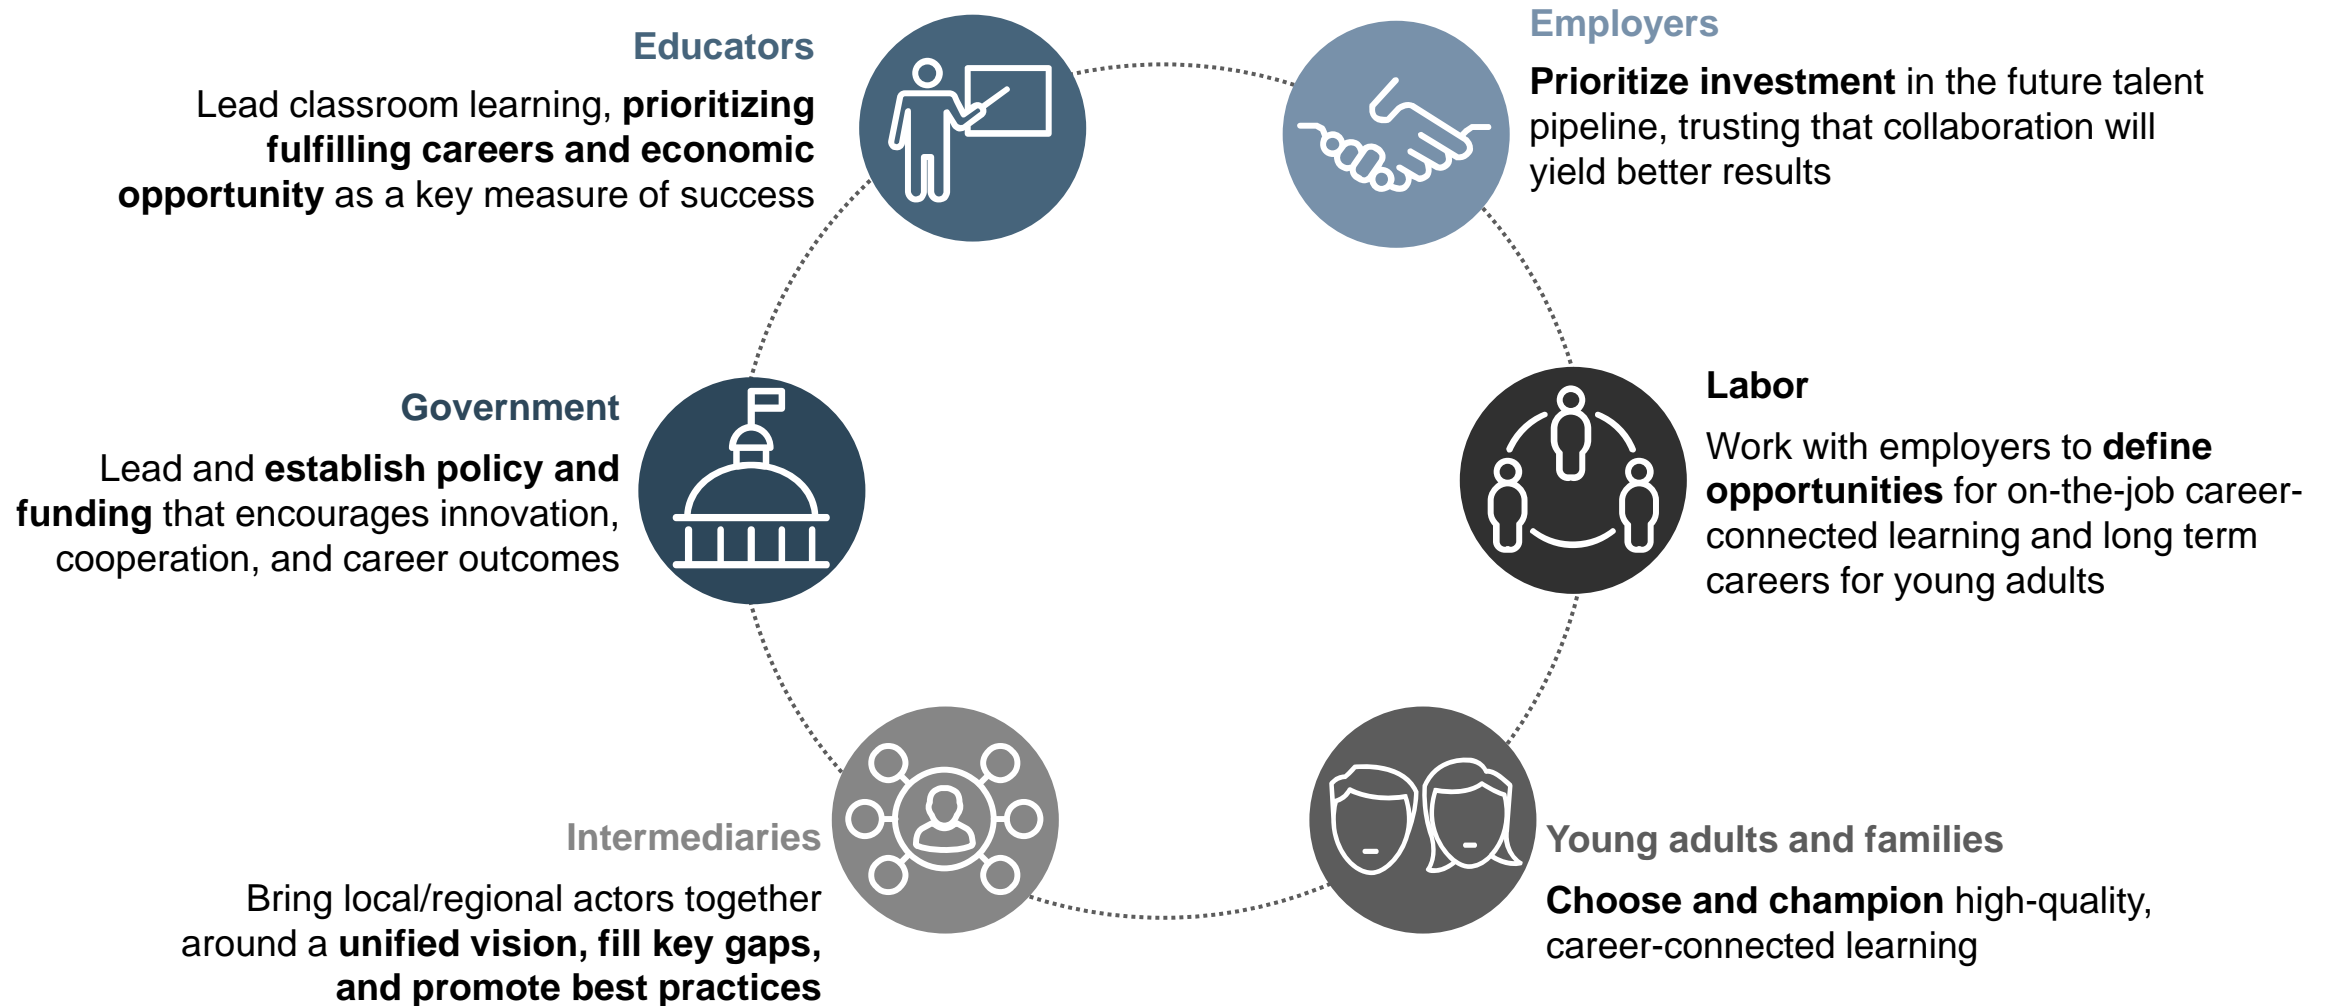 Educators
Lead classroom learning, prioritizing
fulfilling careers and economic
opportunity as a key measure of success
Employers
Prioritize investment in the future talent
pipeline, trusting that collaboration will
yield better results
Government
Lead and establish policy and
funding that encourages innovation,
cooperation, and career outcomes
Labor
Work with employers to define
opportunities for on-the-job career-
connected learning and long term
careers for young adults
Intermediaries
Bring local/regional actors together
around a unified vision, fill key gaps,
and promote best practices
Young adults and families
Choose and champion high-quality,
career-connected learning